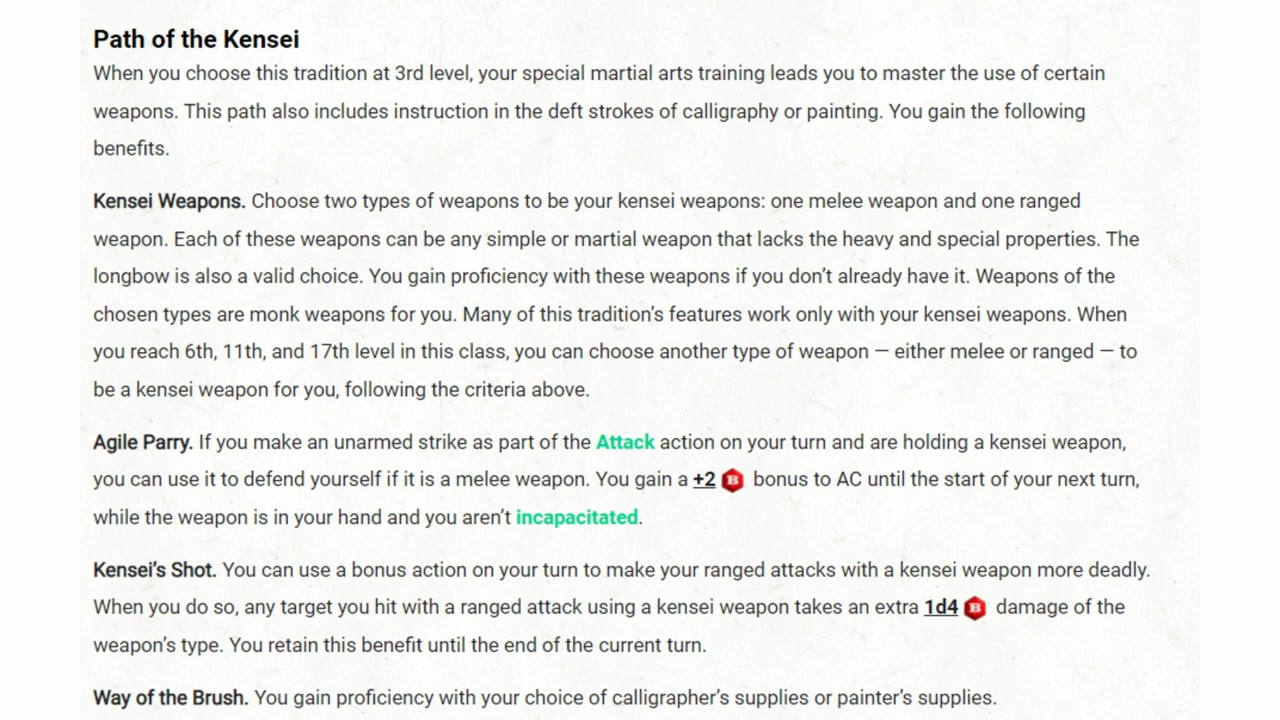 Path of the Kensei
When you choose this tradition at 3rd level, your special martial arts training leads you to master the use of certain
weapons. This path also includes instruction in the deft strokes of calligraphy or painting. You gain the following
benefits.
Kensei Weapons. Choose two types of weapons to be your kensei weapons: one melee weapon and one ranged
weapon. Each of these weapons can be any simple or martial weapon that lacks the heavy and special properties. The
longbow is also a valid choice. You gain proficiency with these weapons if you don’t already have it. Weapons of the
chosen types are monk weapons for you. Many of this tradition’s features work only with your kensei weapons. When
you reach 6th, 11th, and 17th level in this class, you can choose another type of weapon — either melee or ranged — to
be a kensei weapon for you, following the criteria above.
Agile Parry. If you make an unarmed strike as part of the Attack action on your turn and are holding a kensei weapon,
you can use it to defend yourself if it is a melee weapon. You gain a +2 B bonus to AC until the start of your next turn,
while the weapon is in your hand and you aren’t incapacitated.
Kensei’s Shot. You can use a bonus action on your turn to make your ranged attacks with a kensei weapon more deadly.
When you do so, any target you hit with a ranged attack using a kensei weapon takes an extra 1d4 B damage of the
weapon’s type. You retain this benefit until the end of the current turn.
Way of the Brush. You gain proficiency with your choice of calligrapher’s supplies or painter’s supplies.